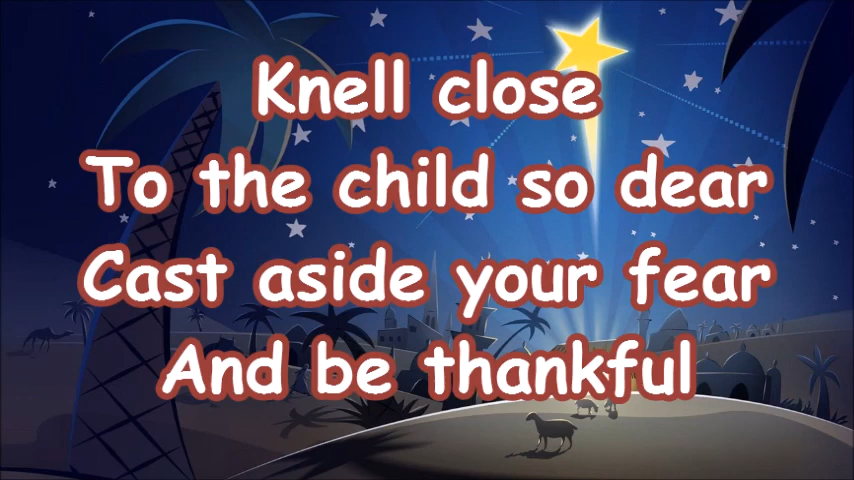 Knell close
To the child so dear
Cast aside your fear
And be thankful